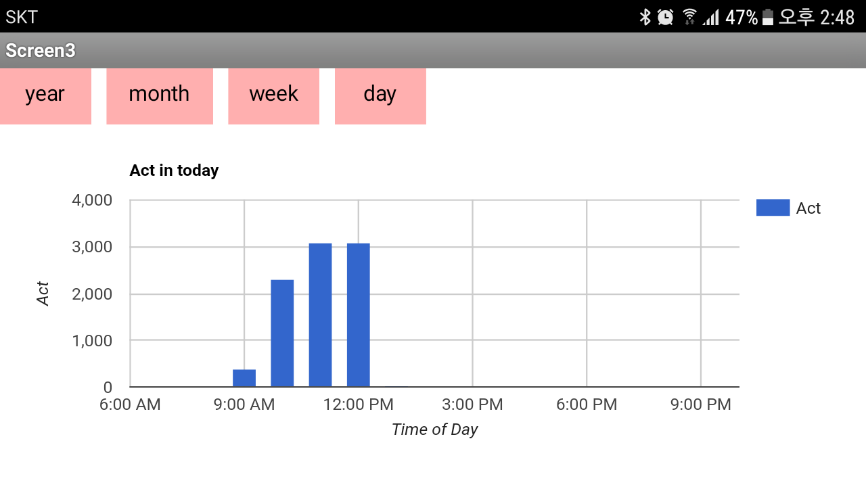 SKT 47% 오후 2:48
Screen3
year month week day
Act in today
4,000
3,000
2,000
1,000
0
Act
Act
6:00 AM 9:00 AM 12:00 PM 3:00 PM 6:00 PM 9:00 PM
Time of Day